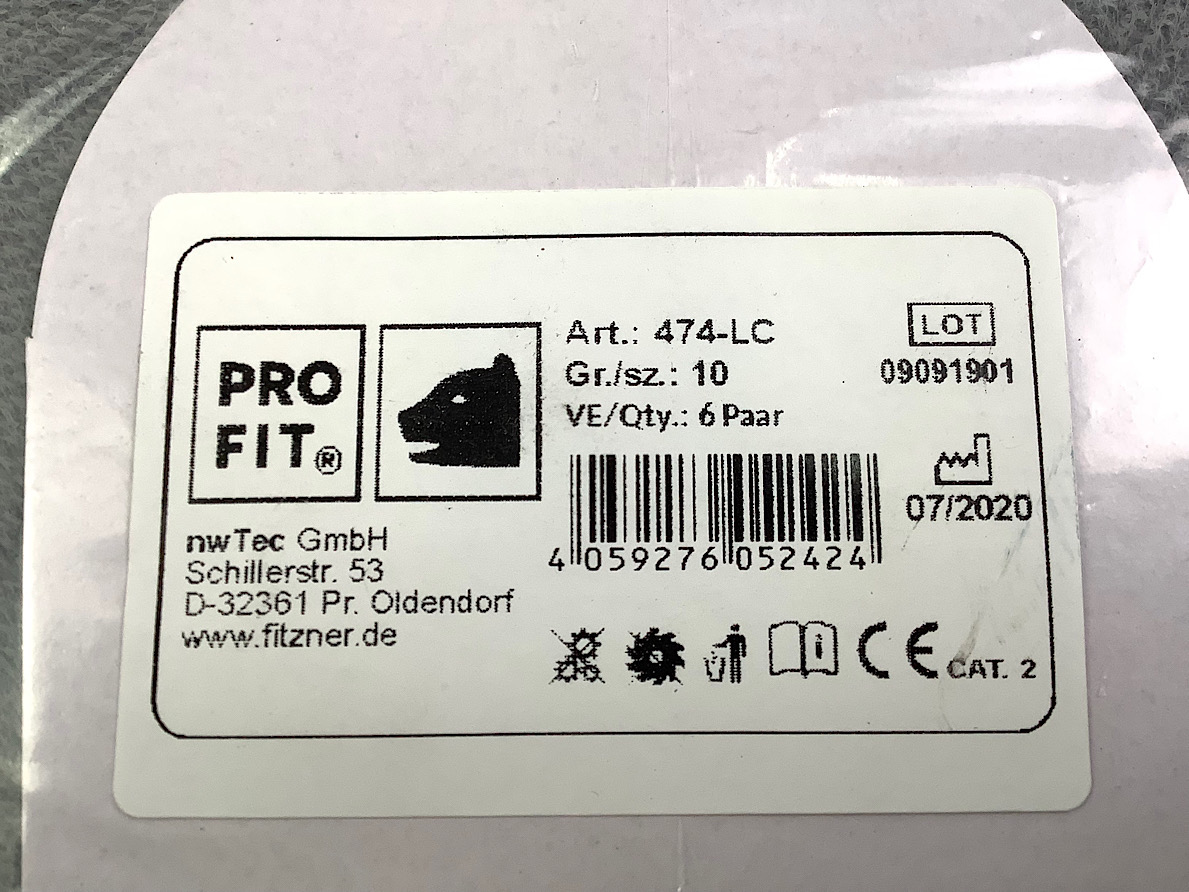 PRO
FIT®
Art.: 474-LC
Gr./sz.: 10
VE/Qty.: 6 Paar
LOT
09091901
07/2020
4 059276 052424
nwTec GmbH
Schillerstr. 53
D-32361 Pr. Oldendorf
www.fitzner.de
i
CE CAT. 2